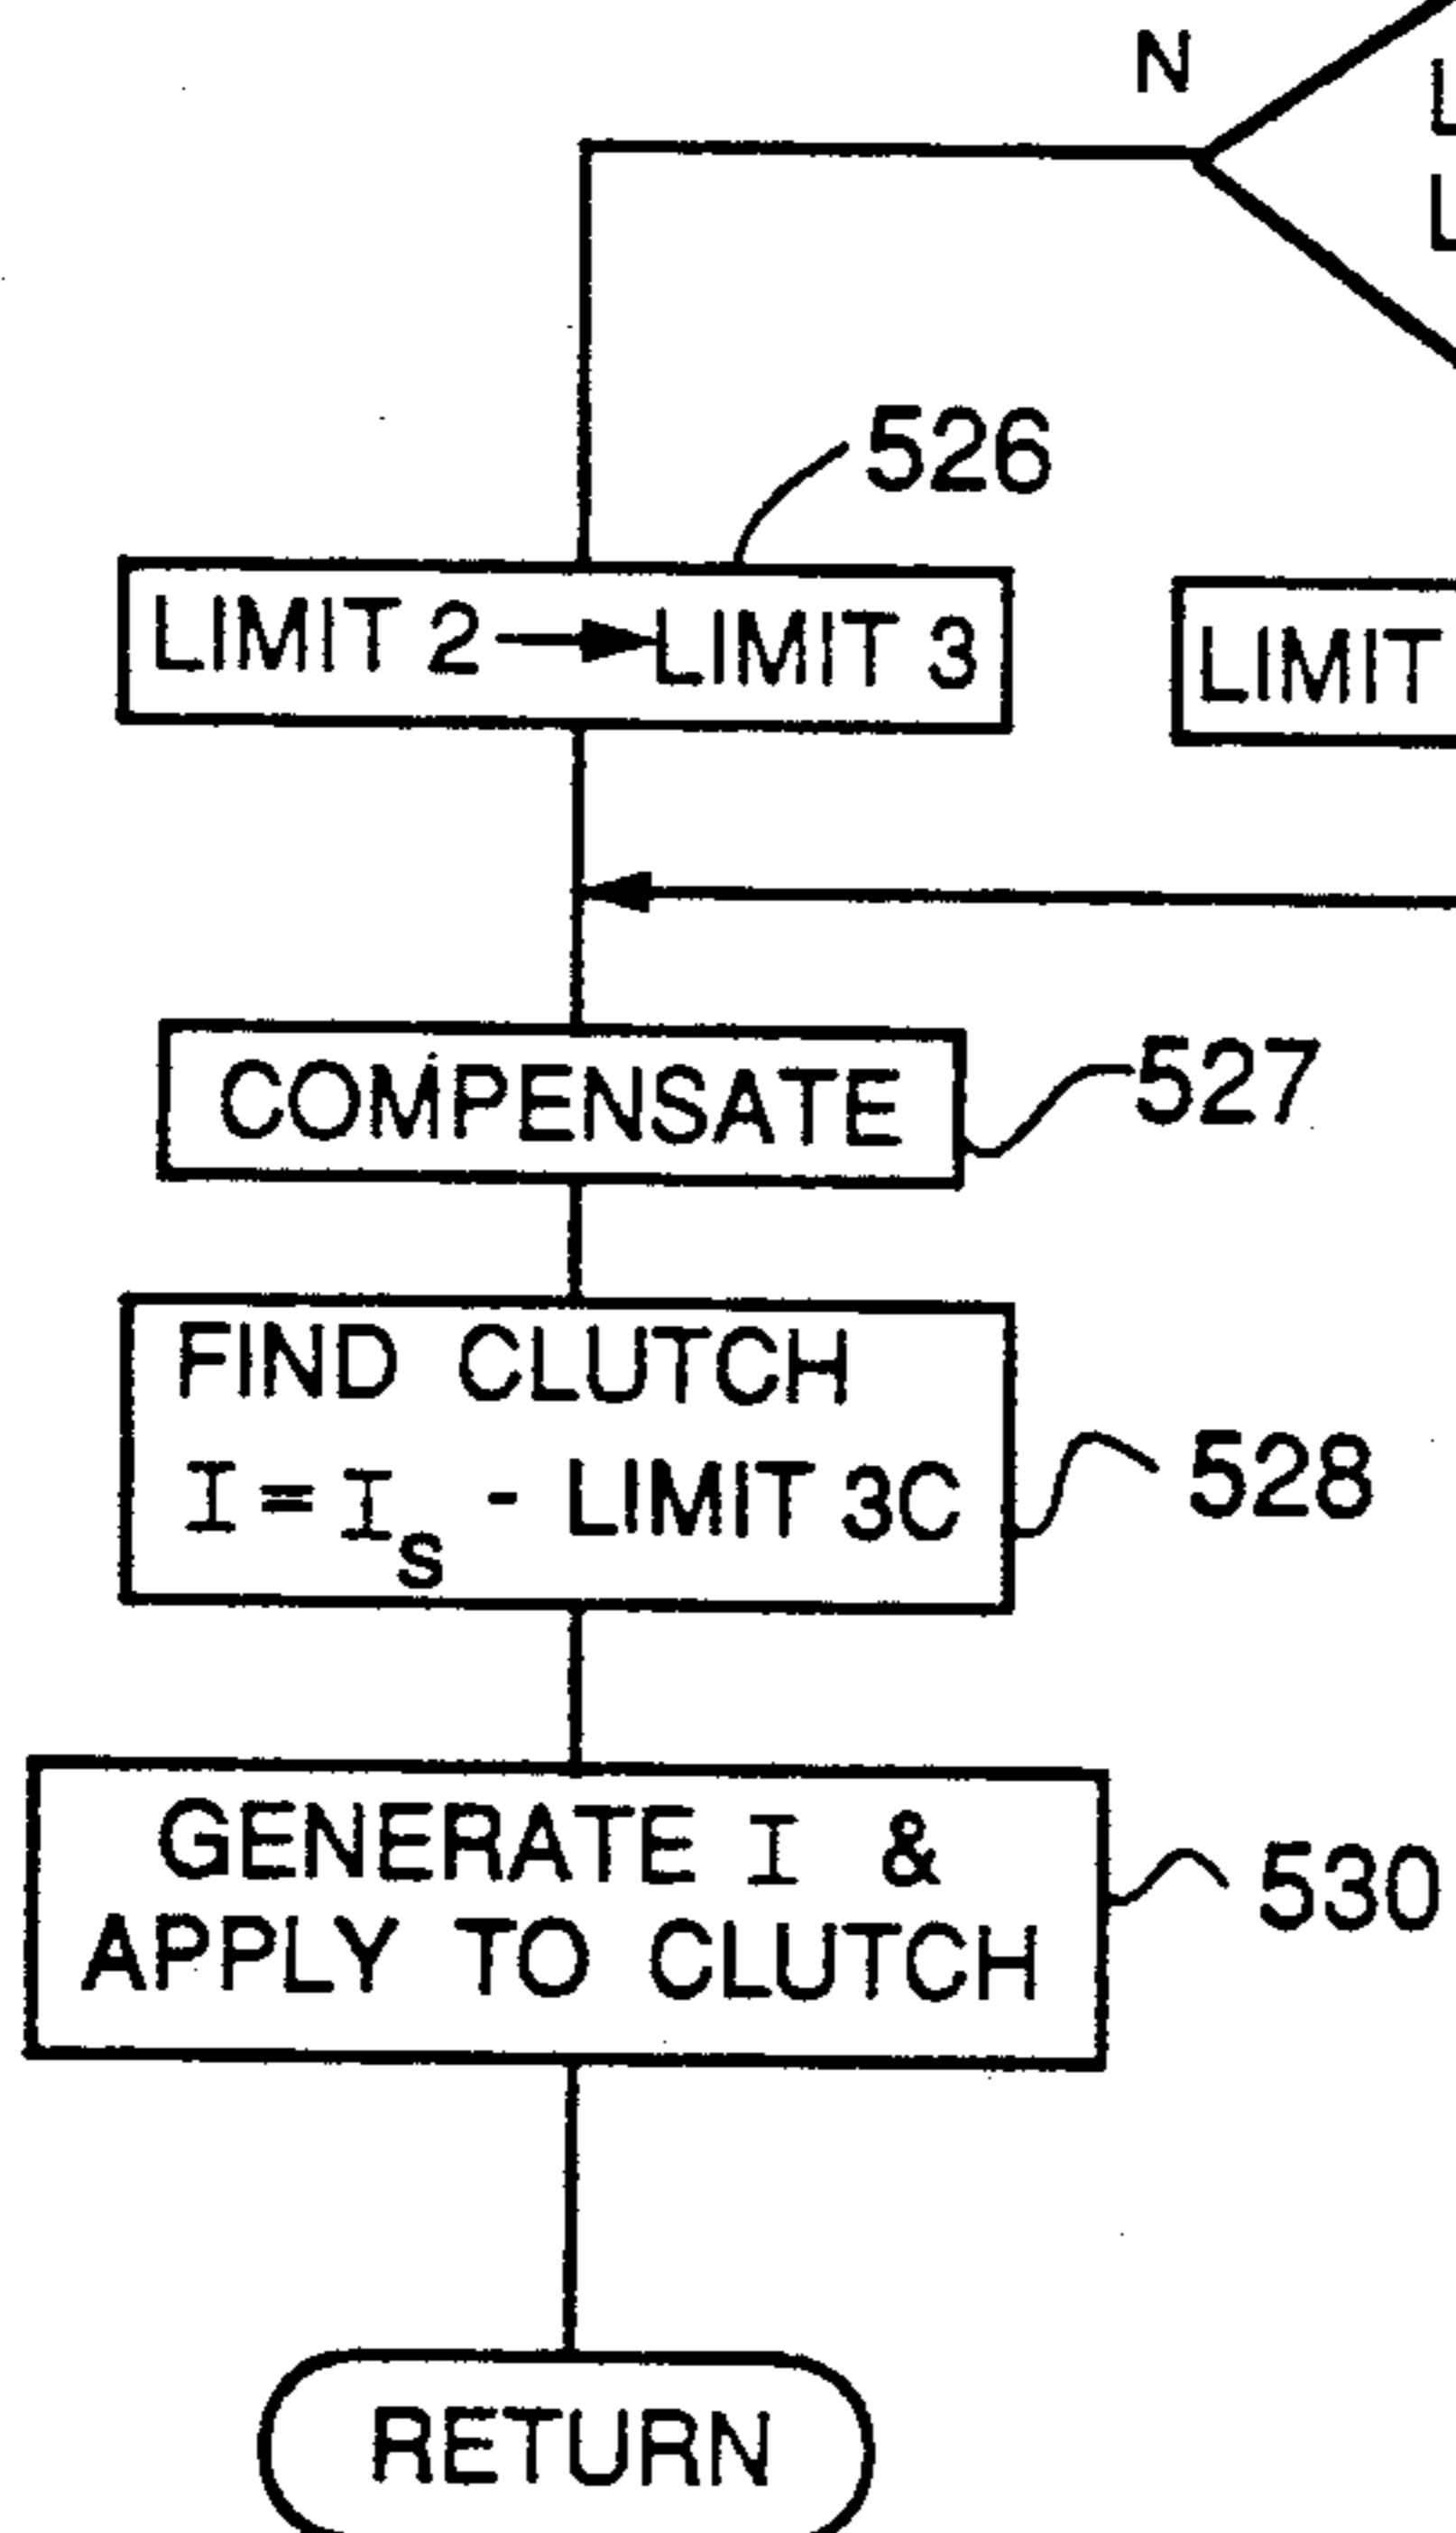 N
L
L
526
LIMIT 2 → LIMIT 3
LIMIT
COMPENSATE
527
FIND CLUTCH
I = I_S - LIMIT 3C
528
GENERATE I &
APPLY TO CLUTCH
530
RETURN